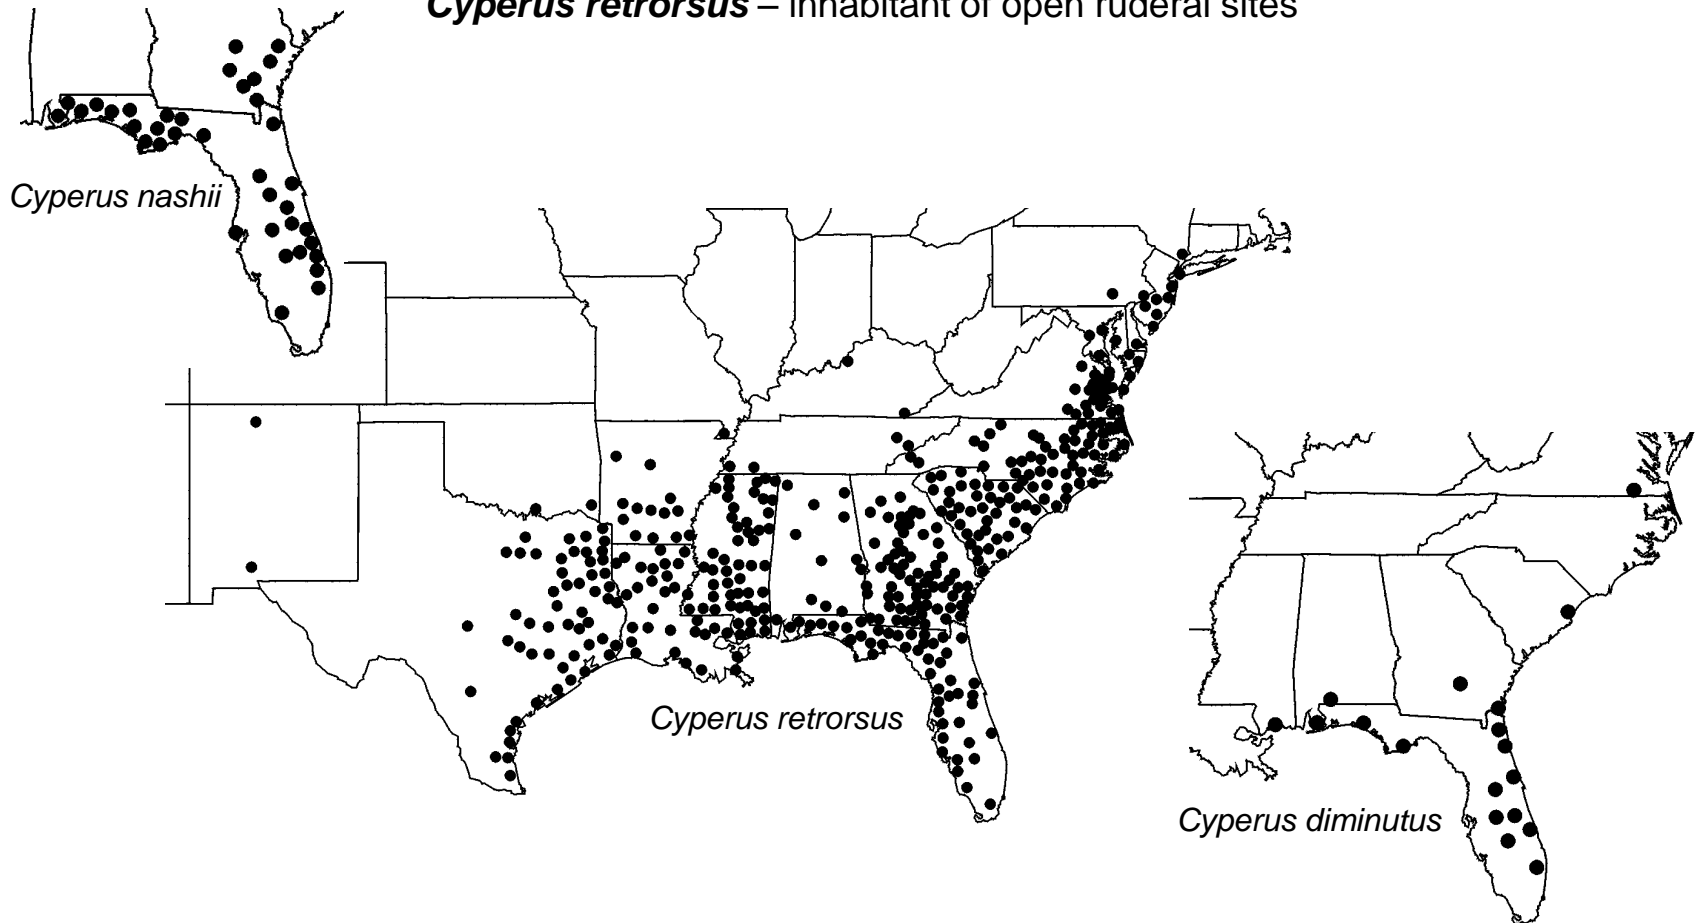 Cyperus retrorsus – inhabitant of open ruderal sites
Cyperus nashii
Cyperus retrorsus
Cyperus diminutus